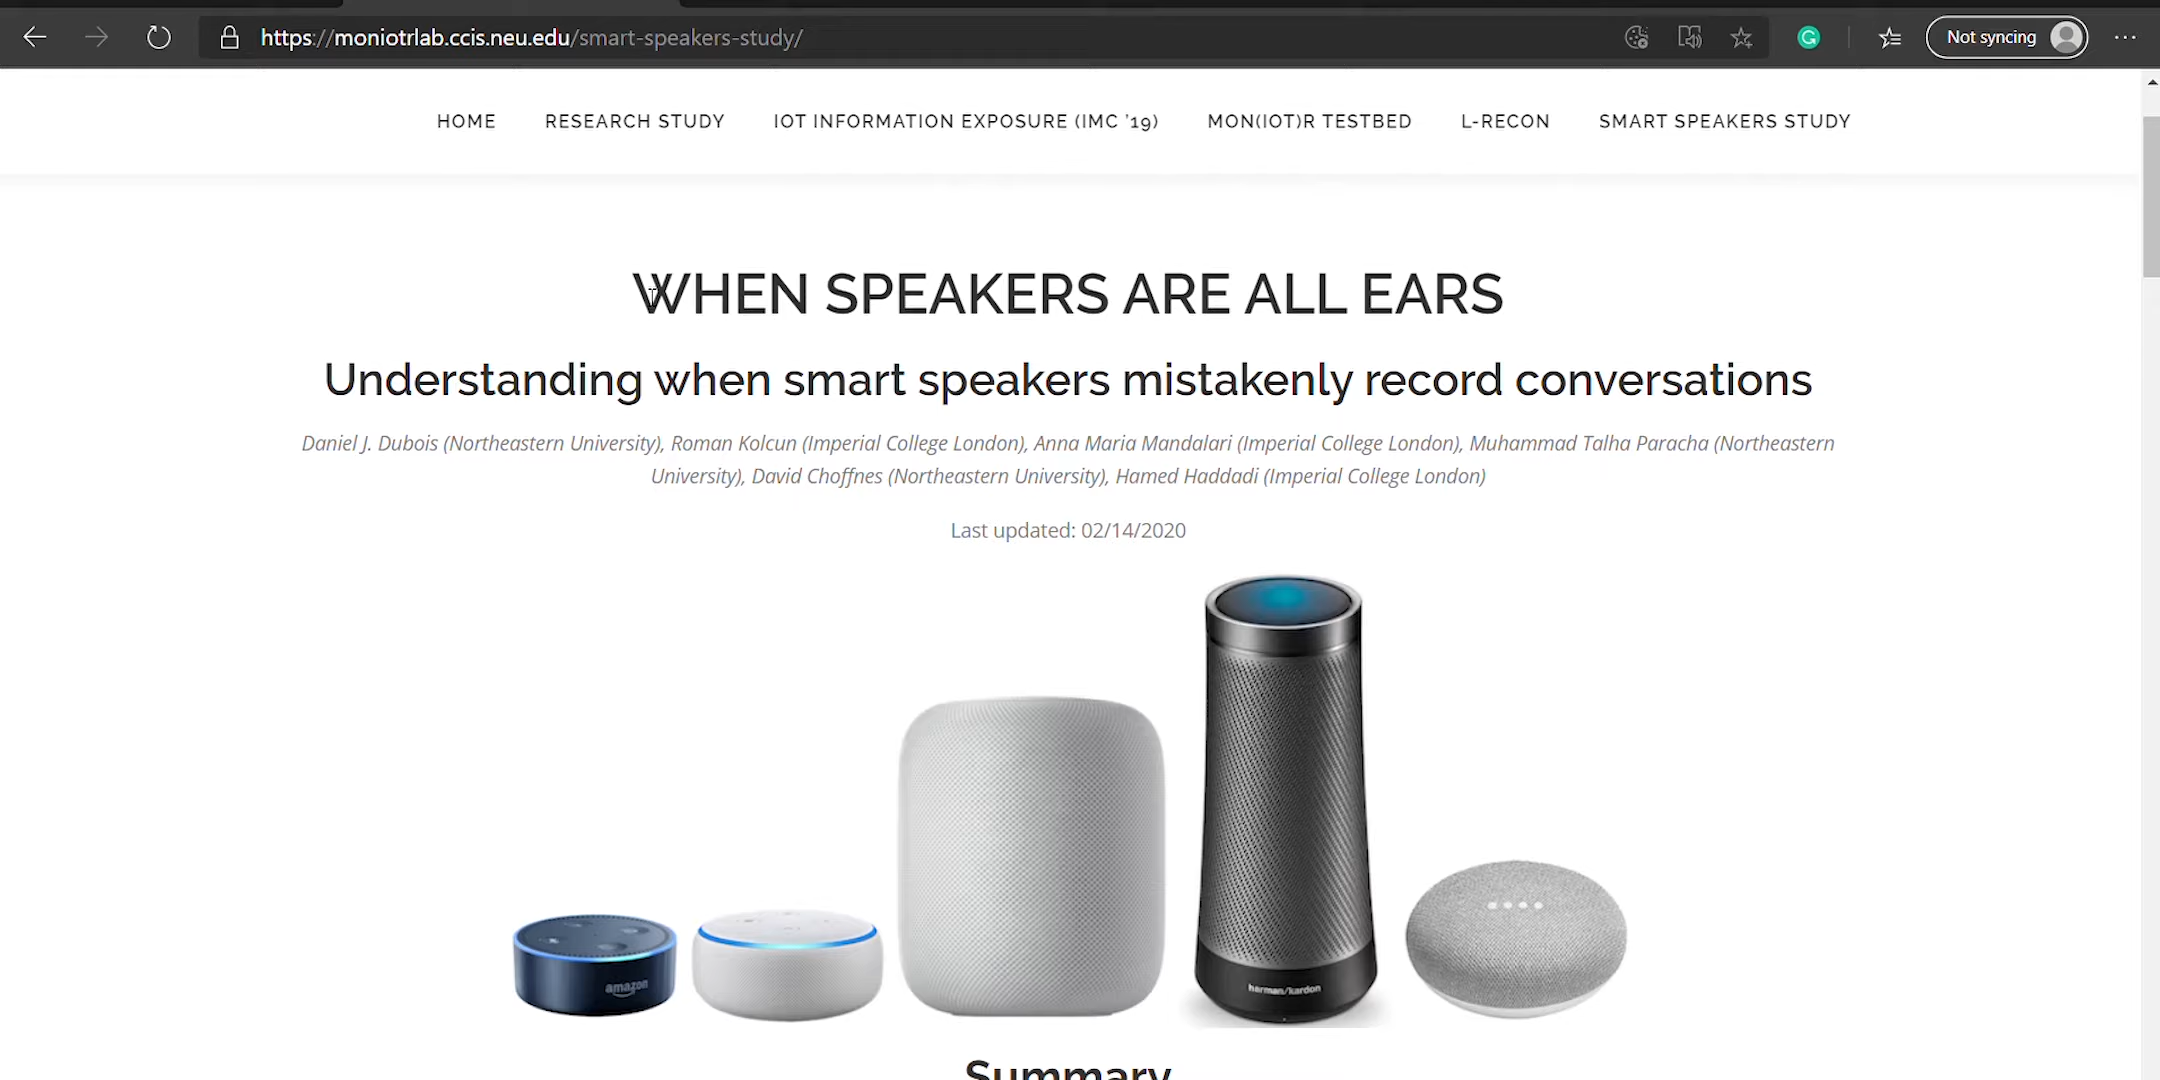 https://moniotrlab.ccis.neu.edu/smart-speakers-study/
Not syncing
HOME RESEARCH STUDY IOT INFORMATION EXPOSURE (IMC '19) MON(IOT)R TESTBED L-RECON SMART SPEAKERS STUDY
WHEN SPEAKERS ARE ALL EARS
Understanding when smart speakers mistakenly record conversations
Daniel J. Dubois (Northeastern University), Roman Kolcun (Imperial College London), Anna Maria Mandalari (Imperial College London), Muhammad Talha Paracha (Northeastern
University), David Choffnes (Northeastern University), Hamed Haddadi (Imperial College London)
Last updated: 02/14/2020
amazon
harman/kardon
Summary